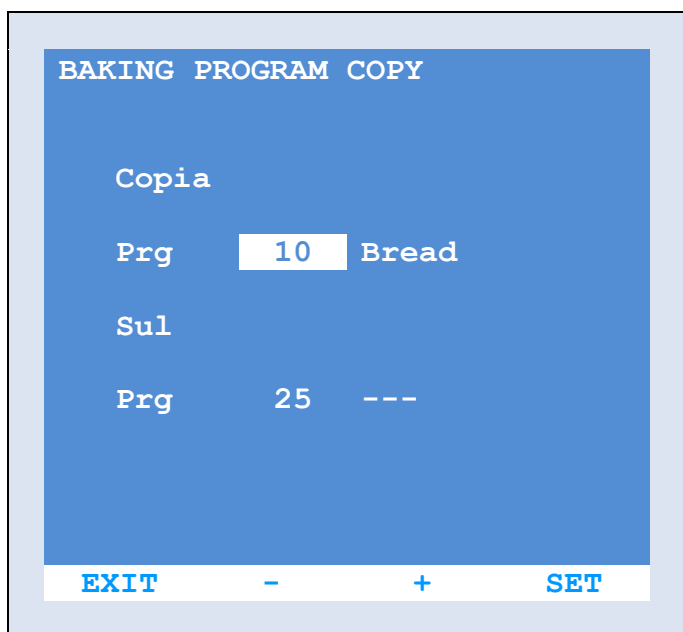 BAKING PROGRAM COPY
Copia
Prg 10 Bread
Sul
Prg 25 ---
EXIT - + SET